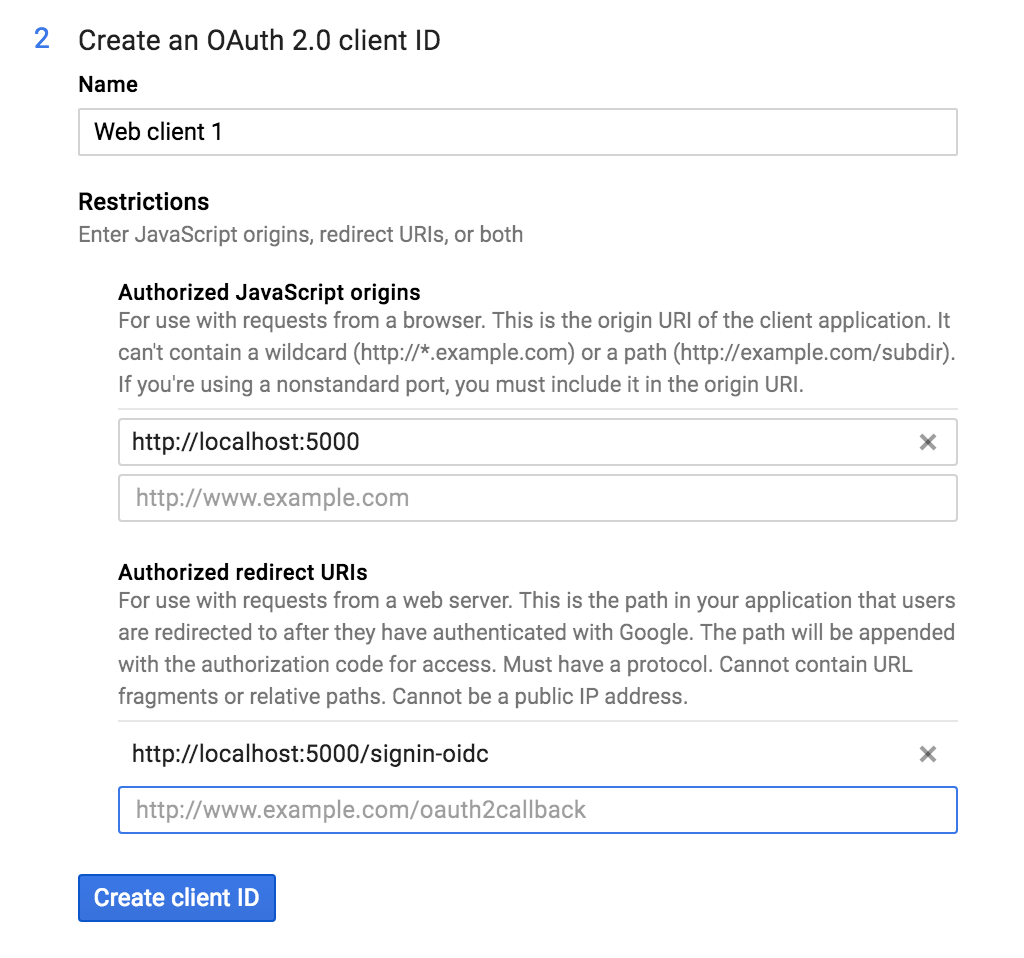 2 Create an OAuth 2.0 client ID
Name
Web client 1
Restrictions
Enter JavaScript origins, redirect URIs, or both
Authorized JavaScript origins
For use with requests from a browser. This is the origin URI of the client application. It
can't contain a wildcard (http://*.example.com) or a path (http://example.com/subdir).
If you're using a nonstandard port, you must include it in the origin URI.
http://localhost:5000
http://www.example.com
Authorized redirect URIs
For use with requests from a web server. This is the path in your application that users
are redirected to after they have authenticated with Google. The path will be appended
with the authorization code for access. Must have a protocol. Cannot contain URL
fragments or relative paths. Cannot be a public IP address.
http://localhost:5000/signin-oidc
http://www.example.com/oauth2callback
Create client ID